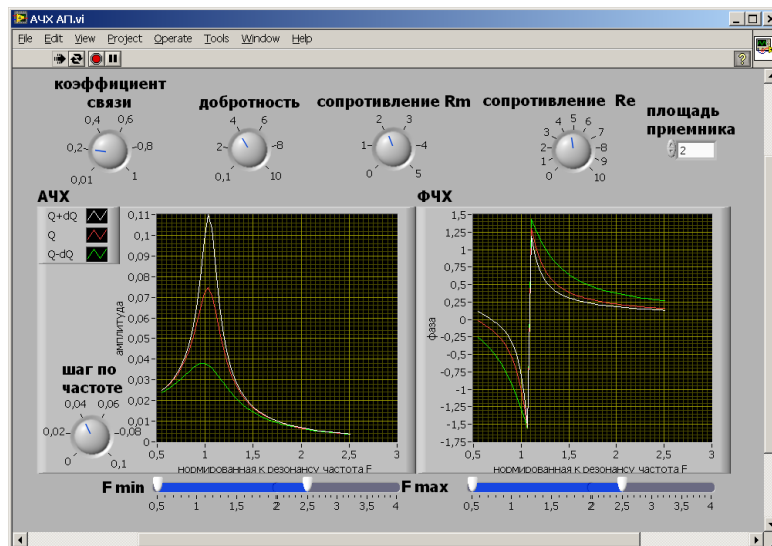 АЧХ АП.vi
File Edit View Project Operate Tools Window Help
коэффициент
связи
0,4 0,6
0,2 0,8
0,01 1
добротность
4 6
2 8
0,1 10
сопротивление Rm
2 3
1 4
0 5
сопротивление Re
4 5 6
3 7
2 8
1 9
0 10
площадь
приемника
2
АЧХ
Q+dQ
Q
Q-dQ
амплитуда
0,11
0,1
0,09
0,08
0,07
0,06
0,05
0,04
0,03
0,02
0,01
0
0,5 1 1,5 2 2,5 3
нормированная к резонансу частота F
ФЧХ
фаза
1,5
1,25
1
0,75
0,5
0,25
0
-0,25
-0,5
-0,75
-1
-1,25
-1,5
-1,75
0,5 1 1,5 2 2,5 3
нормированная к резонансу частота F
шаг по
частоте
0,04 0,06
0,02 0,08
0 0,1
F min
0,5 1 1,5 2 2,5 3 3,5 4
F max
0,5 1 1,5 2 2,5 3 3,5 4